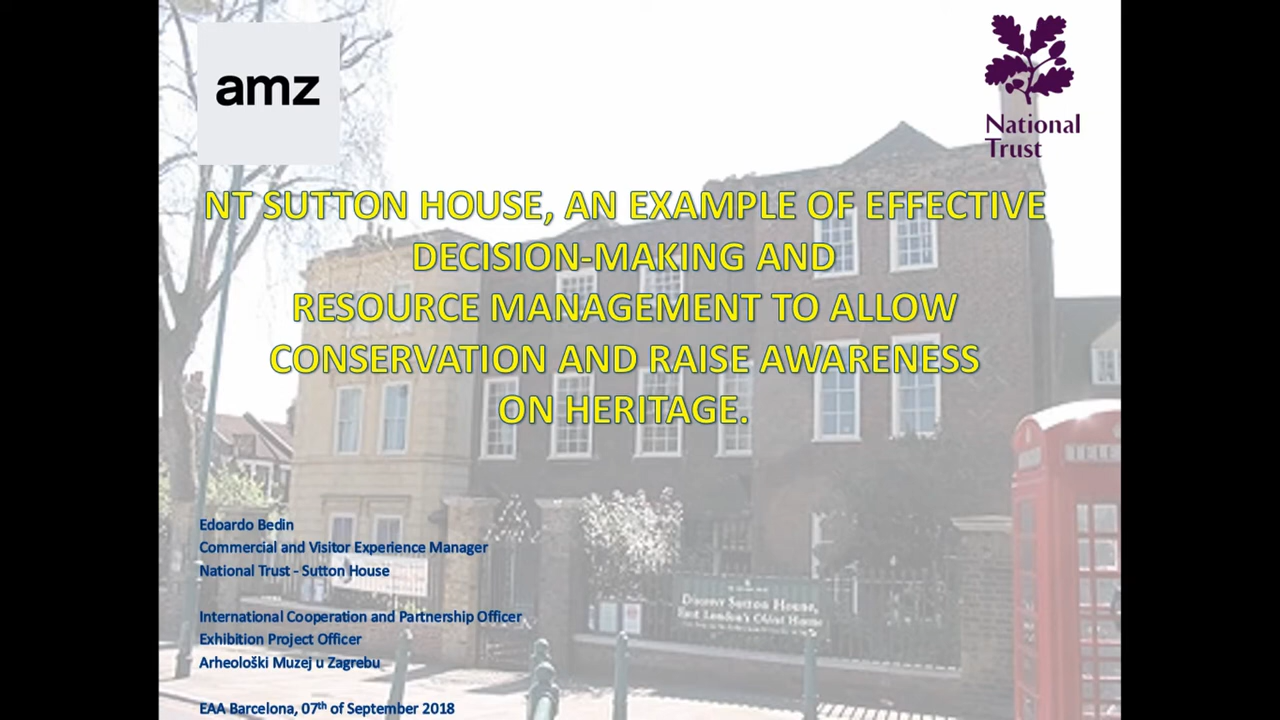 amz
National
Trust
NT SUTTON HOUSE, AN EXAMPLE OF EFFECTIVE
DECISION-MAKING AND
RESOURCE MANAGEMENT TO ALLOW
CONSERVATION AND RAISE AWARENESS
ON HERITAGE.
TELE
Edoardo Bedin
Commercial and Visitor Experience Manager
National Trust - Sutton House
Discover Sutton House,
East London's Oldest Home
International Cooperation and Partnership Officer
Exhibition Project Officer
Arheološki Muzej u Zagrebu
EAA Barcelona, 07th of September 2018